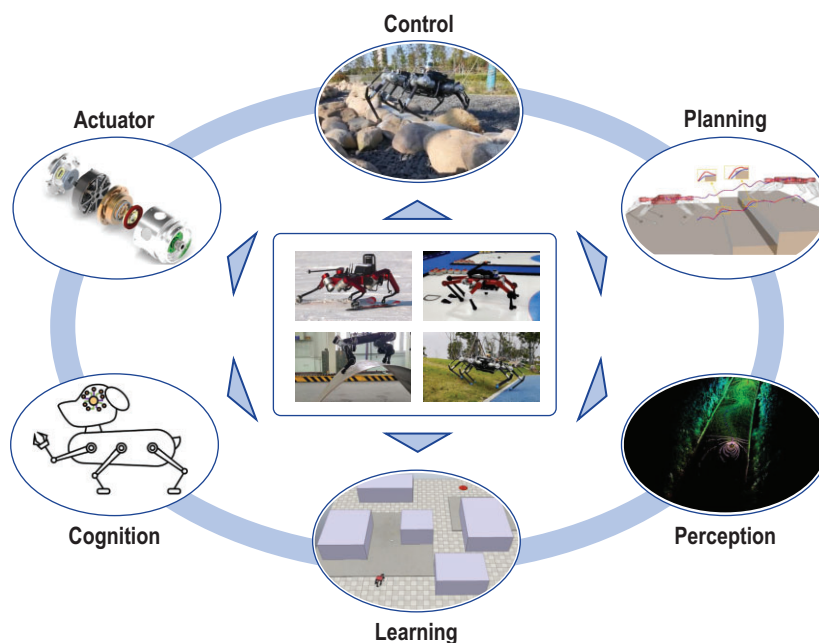 Control
Actuator
Planning
Cognition
Perception
Learning